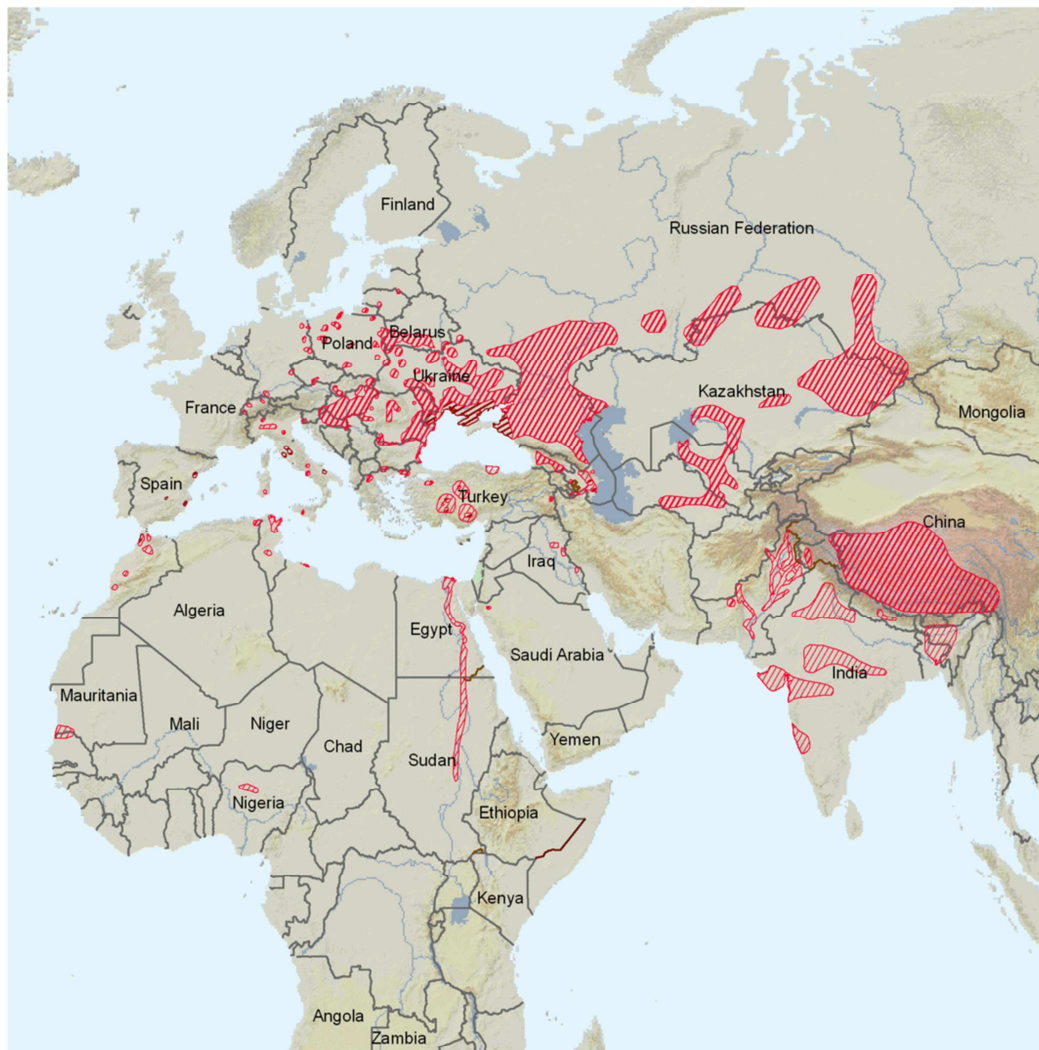 Finland
Russian Federation
Belarus
Poland
Ukraine
Kazakhstan
France
Mongolia
Spain
Turkey
China
Iraq
Algeria
Egypt
Saudi Arabia
India
Mauritania
Mali
Niger
Chad
Yemen
Sudan
Nigeria
Ethiopia
Kenya
Angola
Zambia